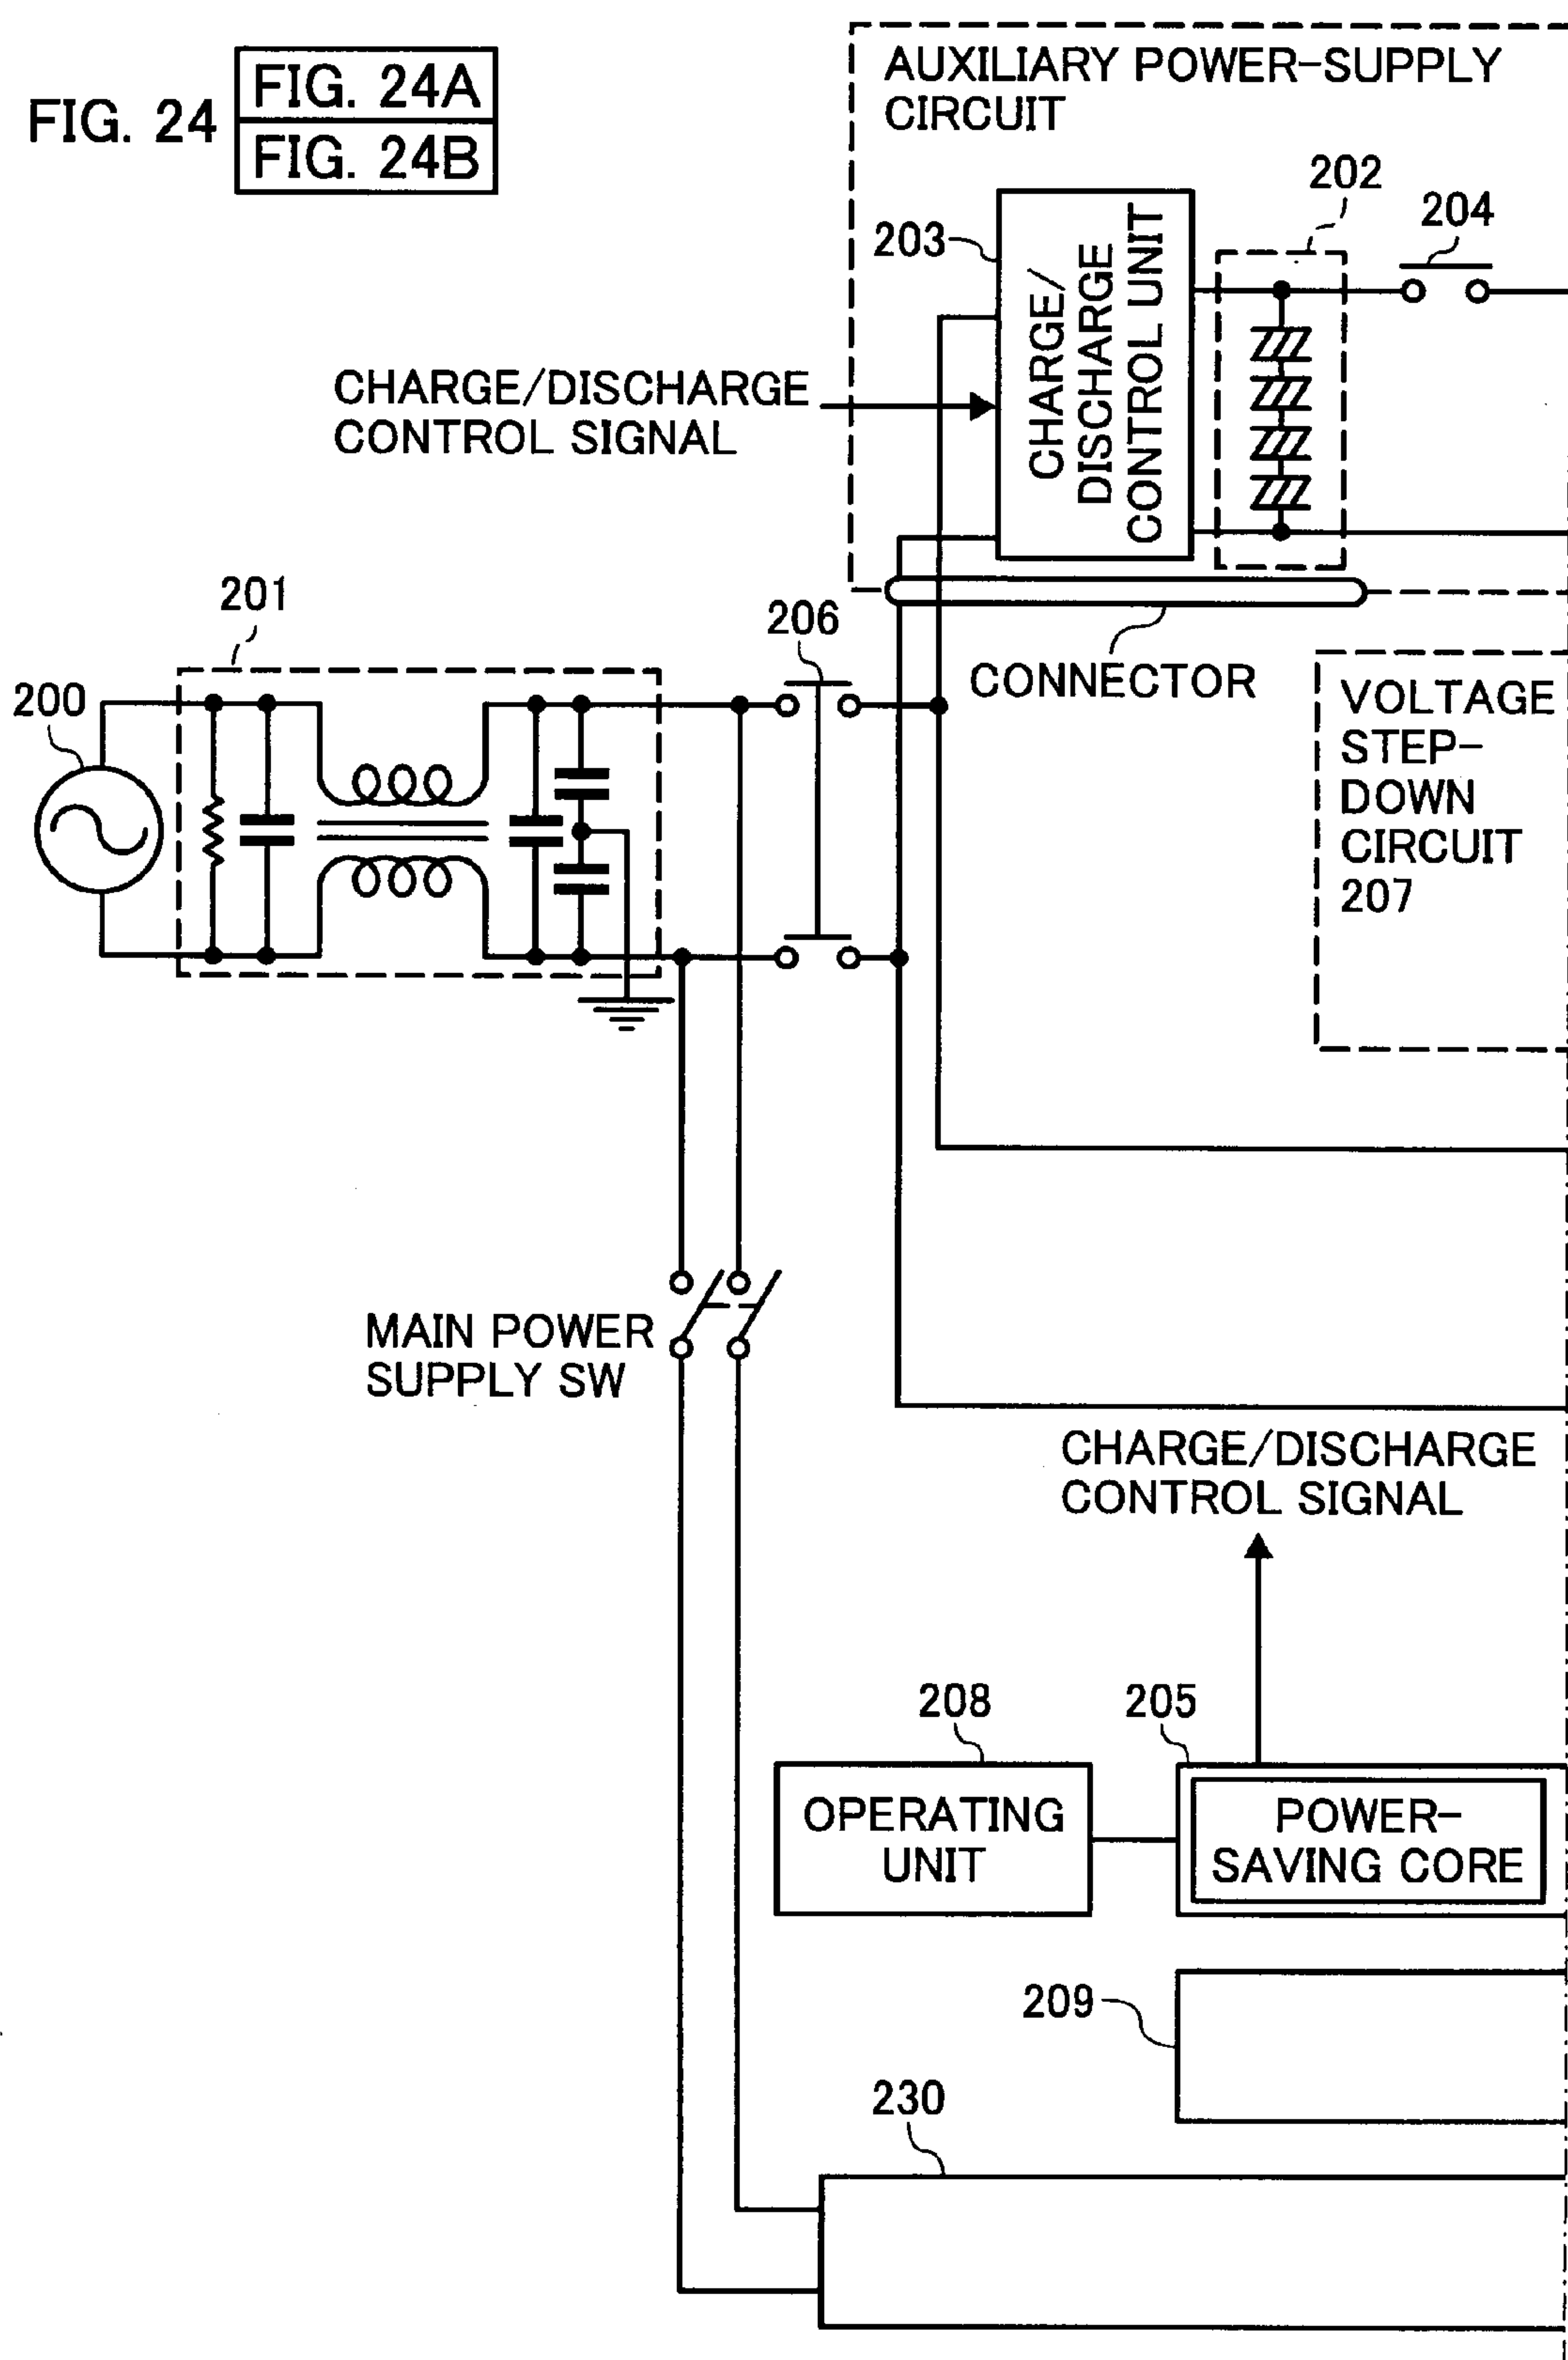 FIG. 24
FIG. 24A
FIG. 24B
AUXILIARY POWER-SUPPLY
CIRCUIT
202
204
203
CHARGE/
DISCHARGE
CONTROL UNIT
CHARGE/DISCHARGE
CONTROL SIGNAL
201
206
CONNECTOR
200
VOLTAGE
STEP-
DOWN
CIRCUIT
207
MAIN POWER
SUPPLY SW
CHARGE/DISCHARGE
CONTROL SIGNAL
208
205
OPERATING
UNIT
POWER-
SAVING CORE
209
230